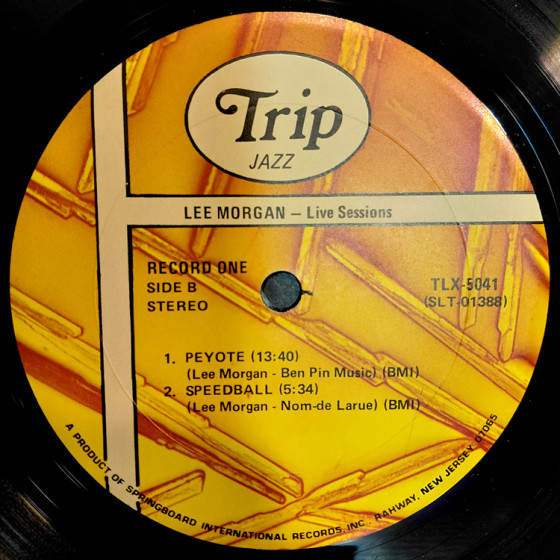 Trip
JAZZ
LEE MORGAN – Live Sessions
RECORD ONE
SIDE B
STEREO
TLX-5041
(SLT-01388)
1. PEYOTE (13:40)
(Lee Morgan - Ben Pin Music) (BMI)
2. SPEEDBALL (5:34)
(Lee Morgan - Nom-de Larue) (BMI)
A PRODUCT OF SPRINGBOARD INTERNATIONAL RECORDS, INC., RAHWAY, NEW JERSEY 07065